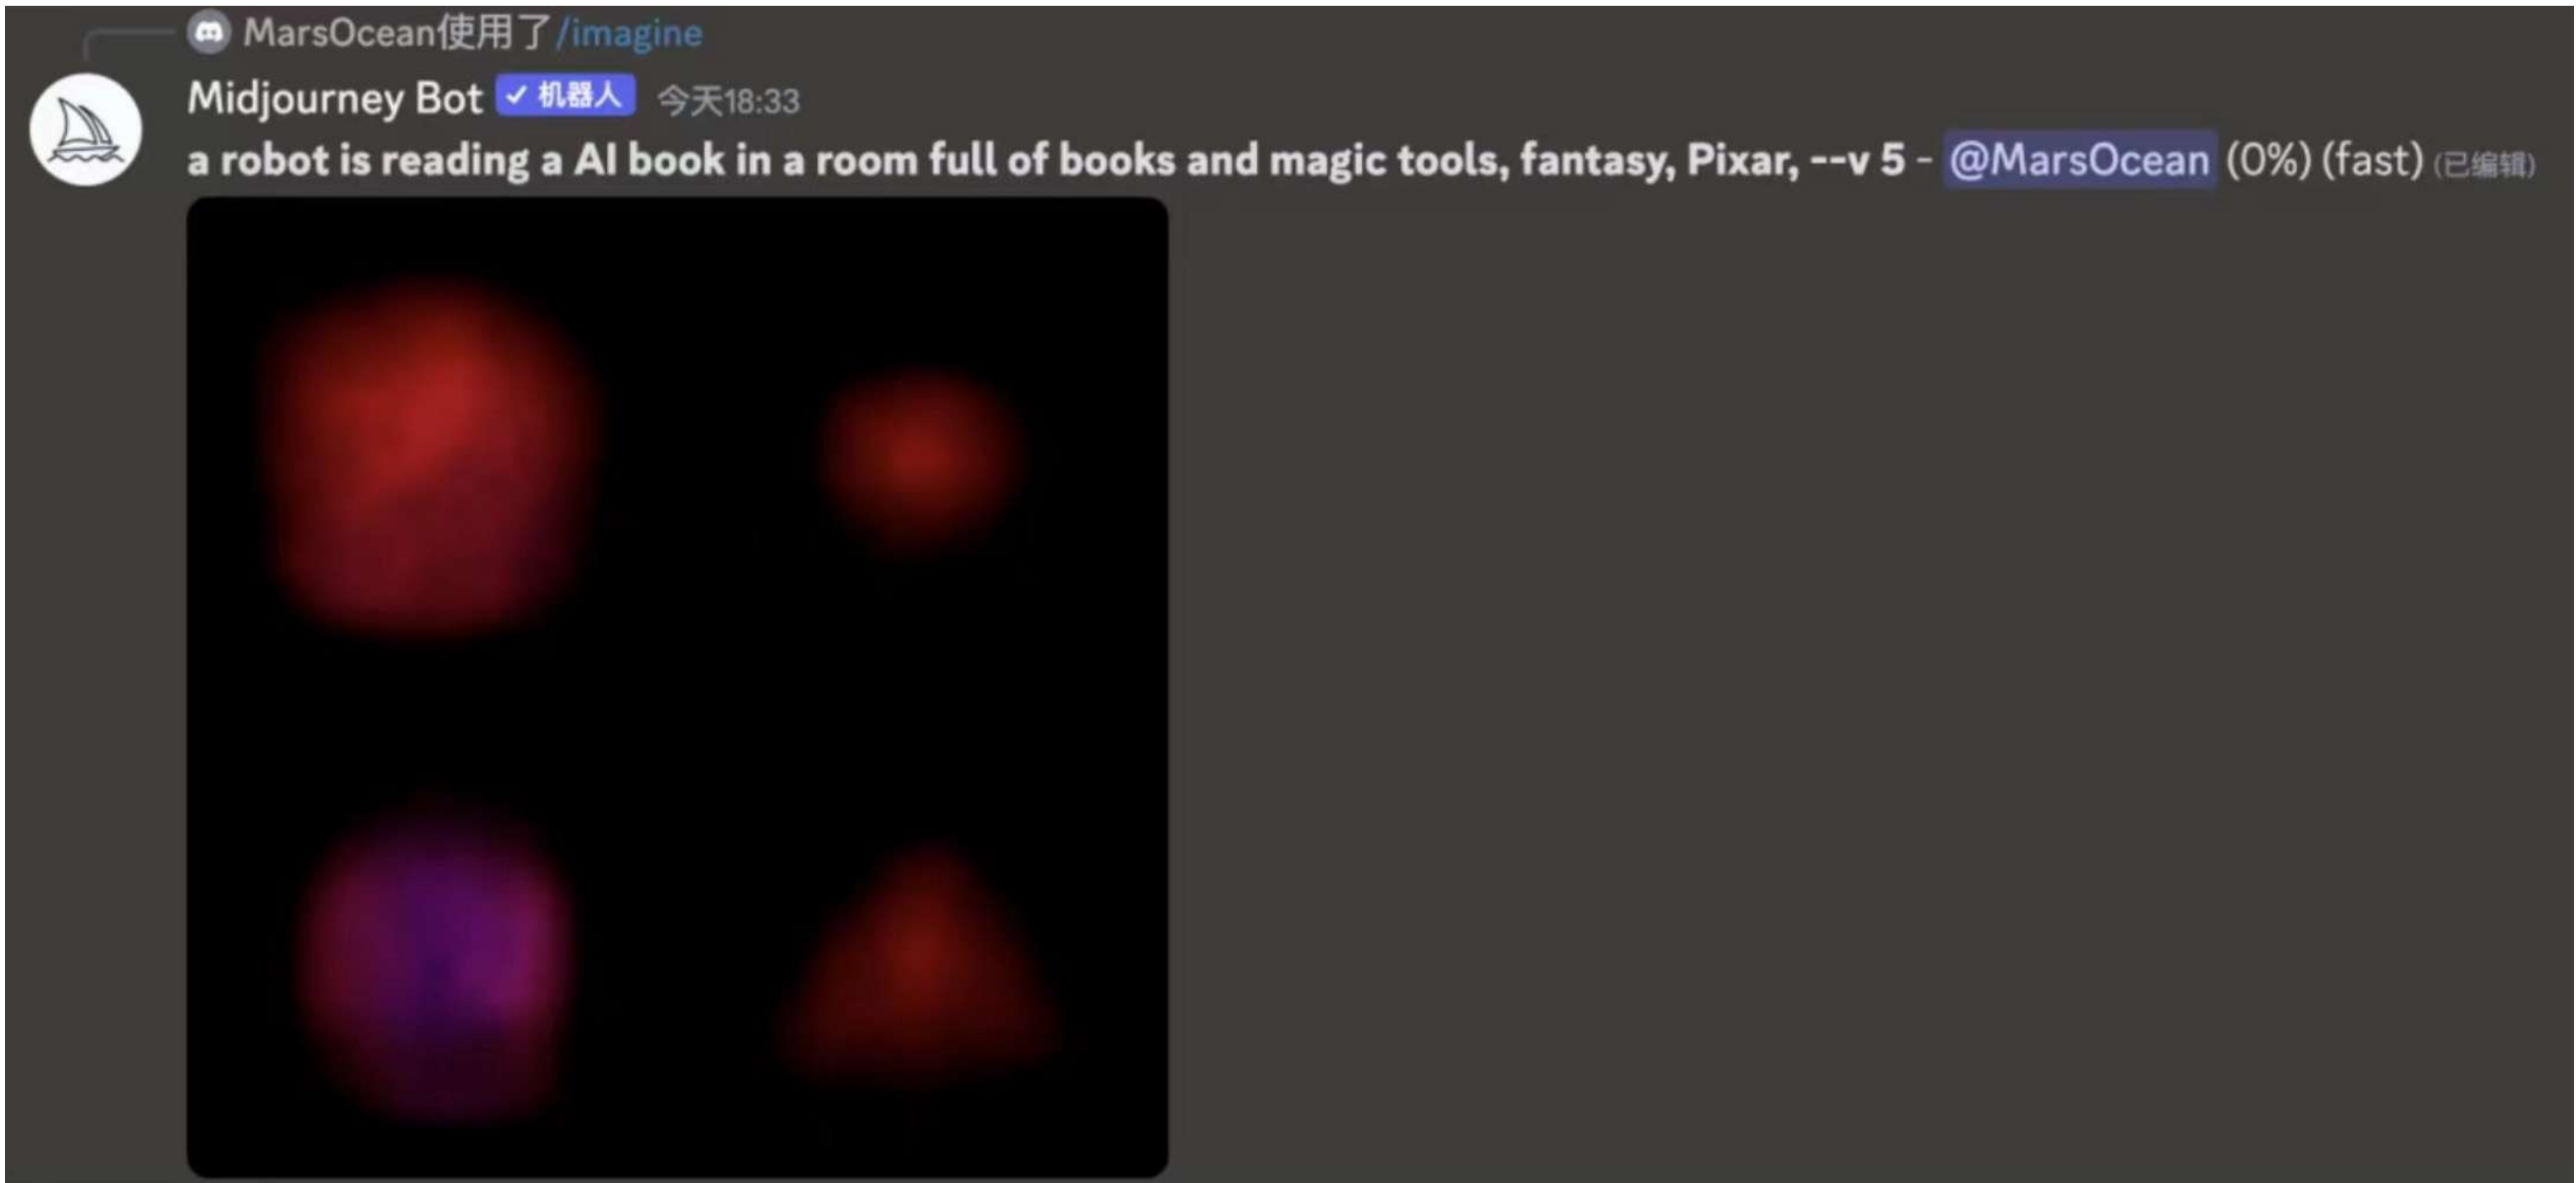 MarsOcean使用了/imagine
Midjourney Bot ✓ 机器人 今天18:33
a robot is reading a AI book in a room full of books and magic tools, fantasy, Pixar, --v 5 - @MarsOcean (0%) (fast) (已编辑)